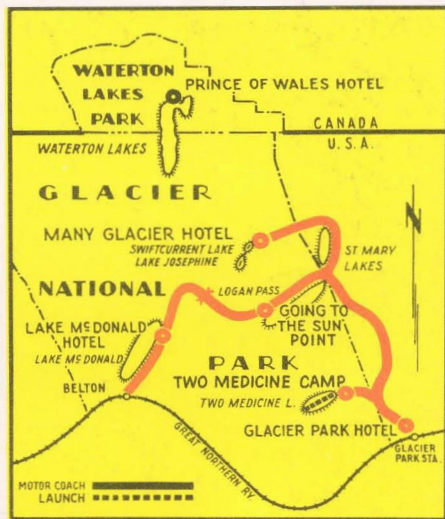 WATERTON
LAKES
PARK
PRINCE OF WALES HOTEL
CANADA
U.S.A.
WATERTON LAKES
GLACIER
N
MANY GLACIER HOTEL
SWIFTCURRENT LAKE
LAKE JOSEPHINE
ST MARY
LAKES
NATIONAL
LOGAN PASS
GOING TO
THE SUN
POINT
LAKE McDONALD
HOTEL
LAKE McDONALD
PARK
BELTON
TWO MEDICINE CAMP
TWO MEDICINE L.
GLACIER PARK HOTEL
GLACIER
PARK STA.
GREAT NORTHERN RY
MOTOR COACH
LAUNCH